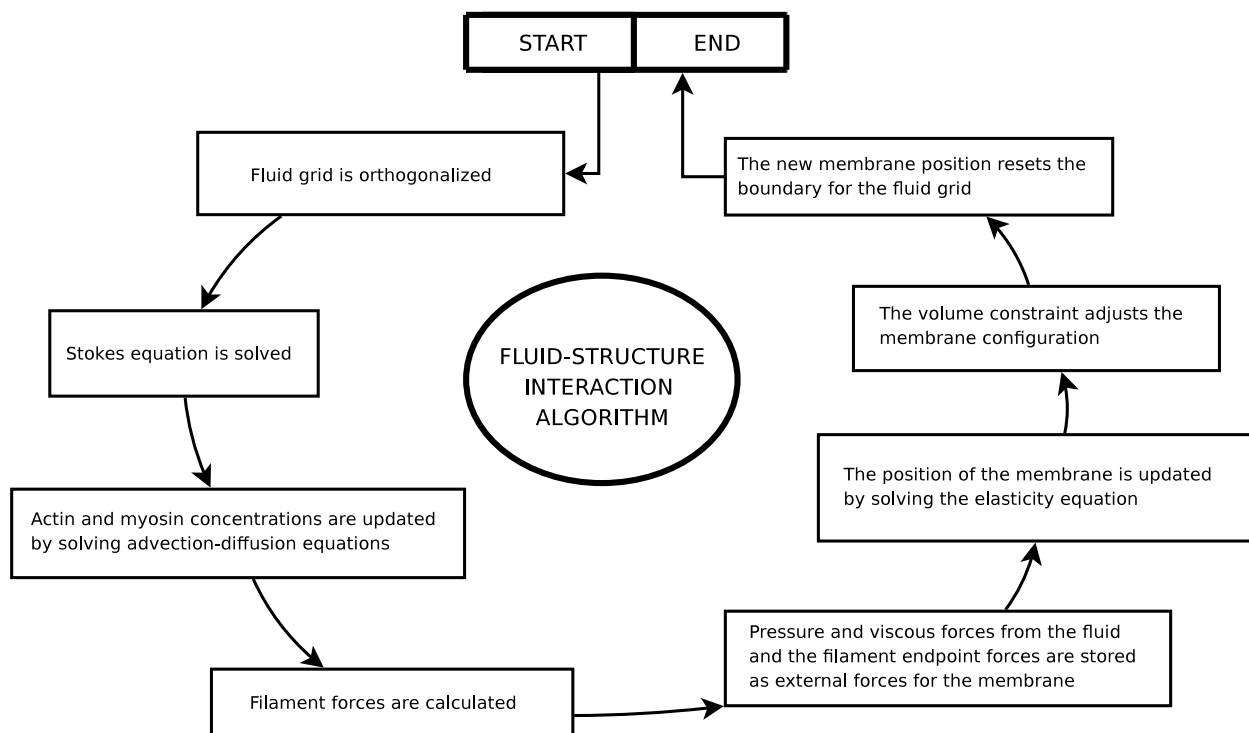 START
END
Fluid grid is orthogonalized
Stokes equation is solved
Actin and myosin concentrations are updated
by solving advection-diffusion equations
Filament forces are calculated
Pressure and viscous forces from the fluid
and the filament endpoint forces are stored
as external forces for the membrane
The position of the membrane is updated
by solving the elasticity equation
The volume constraint adjusts the
membrane configuration
The new membrane position resets the
boundary for the fluid grid
FLUID-STRUCTURE
INTERACTION
ALGORITHM